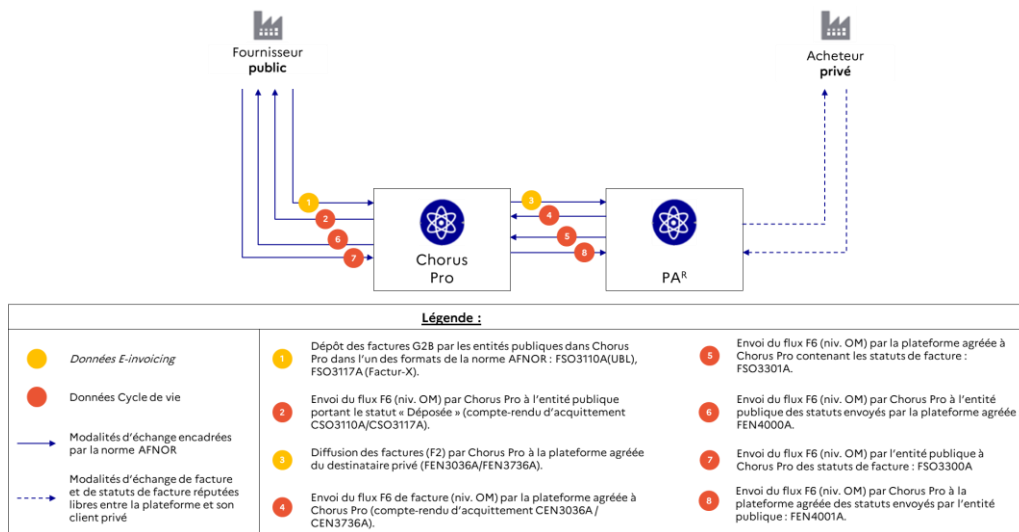 Fournisseur
public
Acheteur
privé
1
2
6
7
3
4
5
8
Chorus
Pro
PAᴿ
Légende :
Données E-invoicing
Données Cycle de vie
Modalités d'échange encadrées
par la norme AFNOR
Modalités d'échange de facture
et de statuts de facture réputées
libres entre la plateforme et son
client privé
1
Dépôt des factures G2B par les entités publiques dans Chorus
Pro dans l'un des formats de la norme AFNOR : FSO3110A(UBL),
FSO3117A (Factur-X).
2
Envoi du flux F6 (niv. OM) par Chorus Pro à l'entité publique
portant le statut « Déposée » (compte-rendu d'acquittement
CSO3110A/CSO3117A).
3
Diffusion des factures (F2) par Chorus Pro à la plateforme agréée
du destinataire privé (FEN3036A/FEN3736A).
4
Envoi du flux F6 de facture (niv. OM) par la plateforme agréée à
Chorus Pro (compte-rendu d'acquittement CEN3036A /
CEN3736A).
5
Envoi du flux F6 (niv. OM) par la plateforme agréée à
Chorus Pro contenant les statuts de facture :
FSO3301A.
6
Envoi du flux F6 (niv. OM) par Chorus Pro à l'entité
publique des statuts envoyés par la plateforme agréée
FEN4000A.
7
Envoi du flux F6 (niv. OM) par l'entité publique à
Chorus Pro des statuts de facture : FSO3300A
8
Envoi du flux F6 (niv. OM) par Chorus Pro à la
plateforme agréée des statuts envoyés par l'entité
publique : FEN4001A.